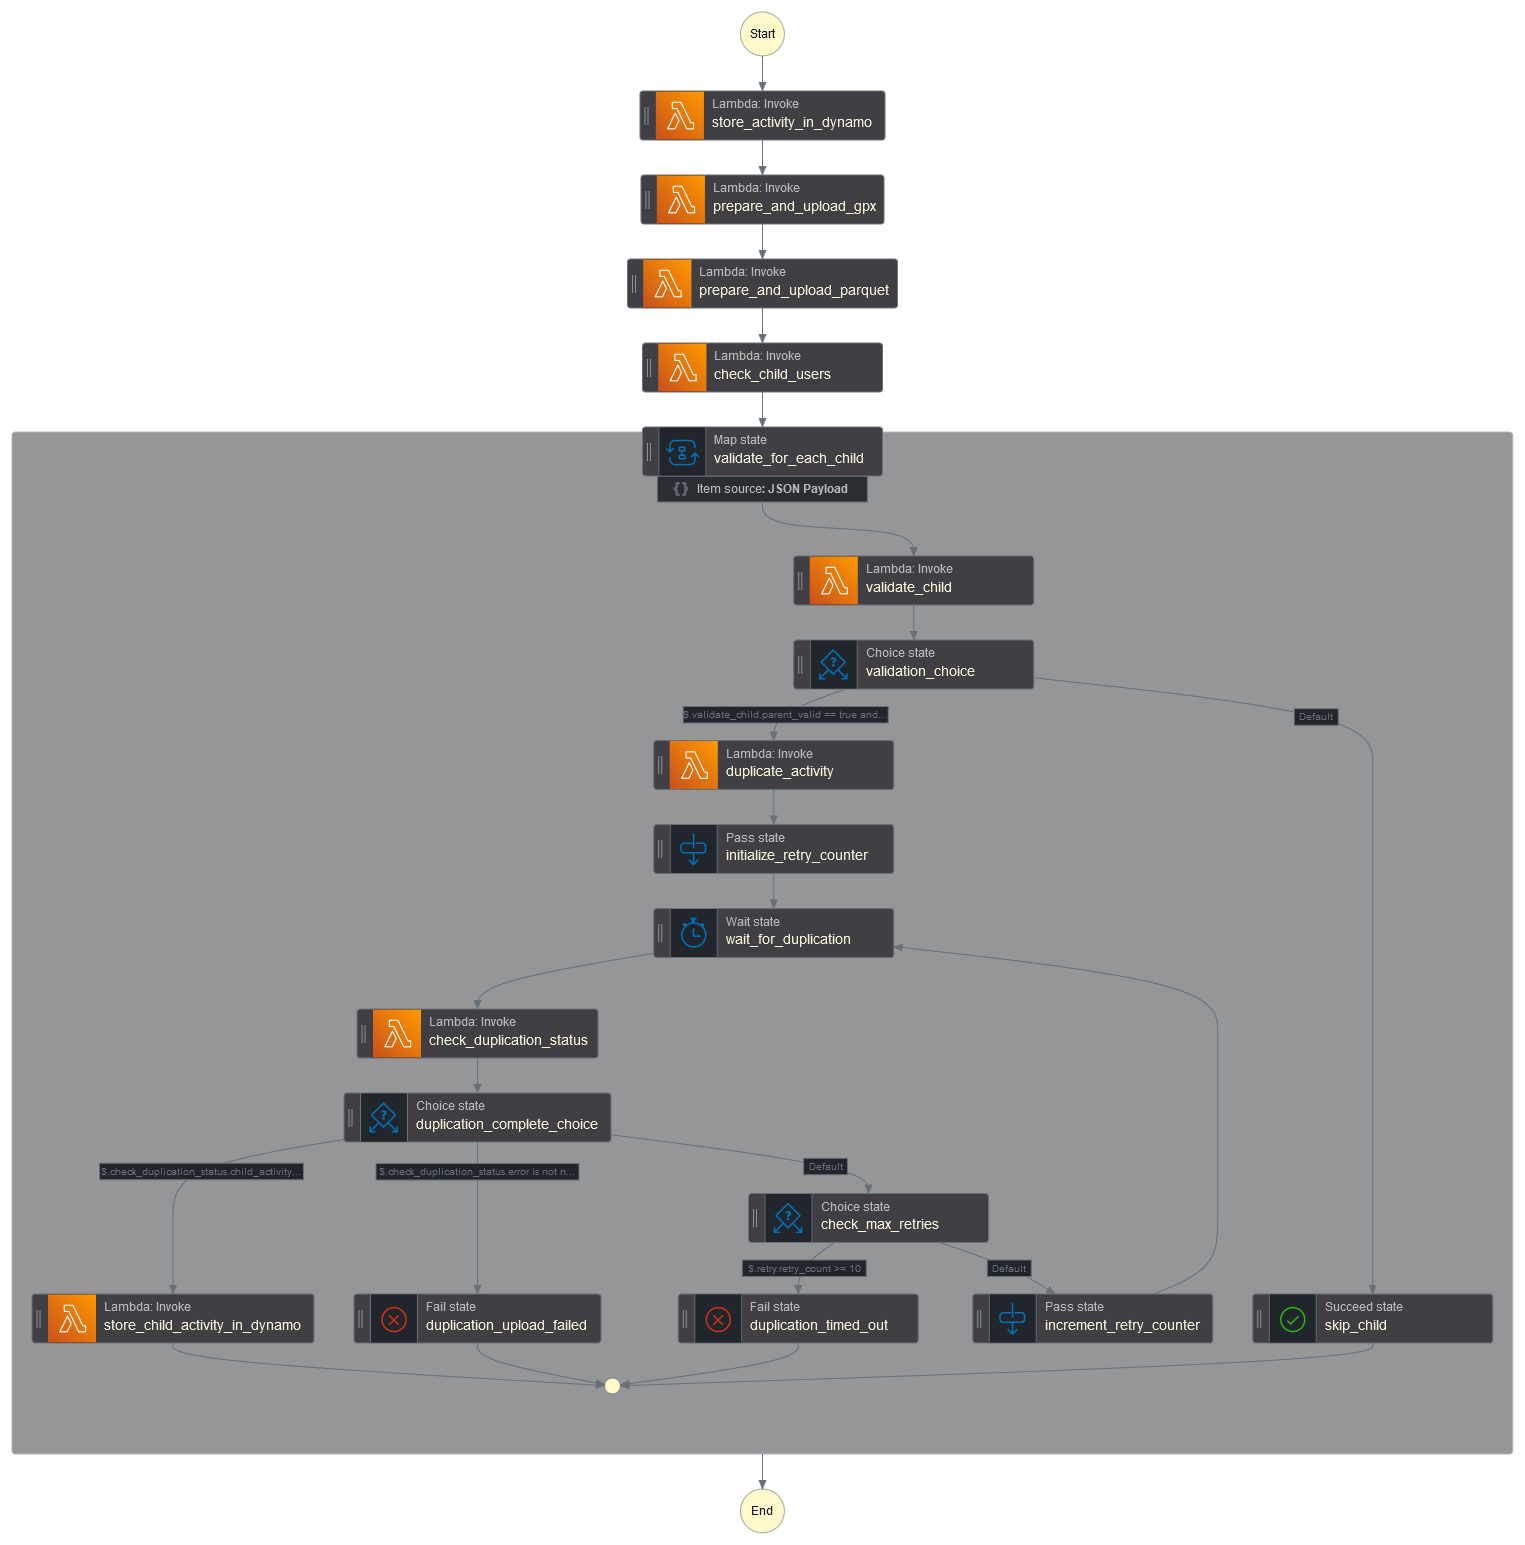 Start
Lambda: Invoke
store_activity_in_dynamo
Lambda: Invoke
prepare_and_upload_gpx
Lambda: Invoke
prepare_and_upload_parquet
Lambda: Invoke
check_child_users
Map state
validate_for_each_child
{} Item source: JSON Payload
Lambda: Invoke
validate_child
Choice state
validation_choice
$.validate_child.parent_valid == true and...
Default
Lambda: Invoke
duplicate_activity
Pass state
initialize_retry_counter
Wait state
wait_for_duplication
Lambda: Invoke
check_duplication_status
Choice state
duplication_complete_choice
$.check_duplication_status.child_activity...
$.check_duplication_status.error is not n...
Default
Choice state
check_max_retries
$.retry.retry_count >= 10
Default
Lambda: Invoke
store_child_activity_in_dynamo
Fail state
duplication_upload_failed
Fail state
duplication_timed_out
Pass state
increment_retry_counter
Succeed state
skip_child
End